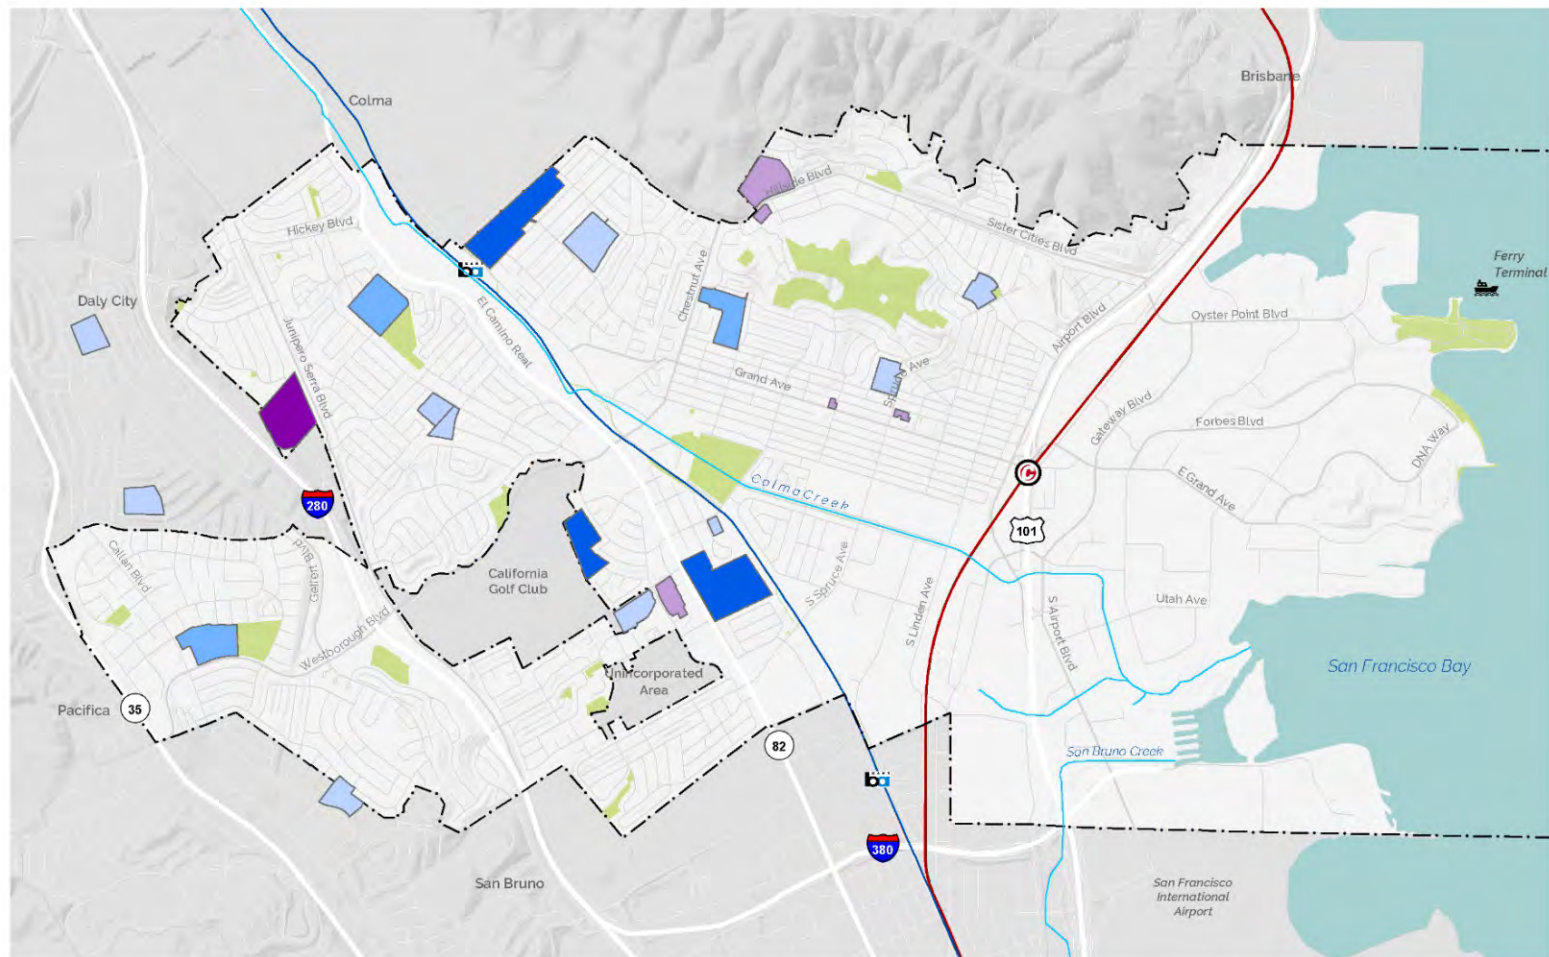 Brisbane
Colma
Hillside Blvd
Hickey Blvd
Sister Cities Blvd
Ferry
Terminal
Chestnut Ave
ba
Daly City
El Camino Real
Junipero Serra Blvd
Airport Blvd
Oyster Point Blvd
Grand Ave
Spruce Ave
Gateway Blvd
Forbes Blvd
DNA Way
C
E Grand Ave
Colma Creek
280
101
Callan Blvd
Gellert Blvd
California
Golf Club
S Spruce Ave
S Linden Ave
S Airport Blvd
Utah Ave
Westborough Blvd
Unincorporated
Area
San Francisco Bay
Pacifica
35
82
San Bruno Creek
ba
380
San Bruno
San Francisco
International
Airport